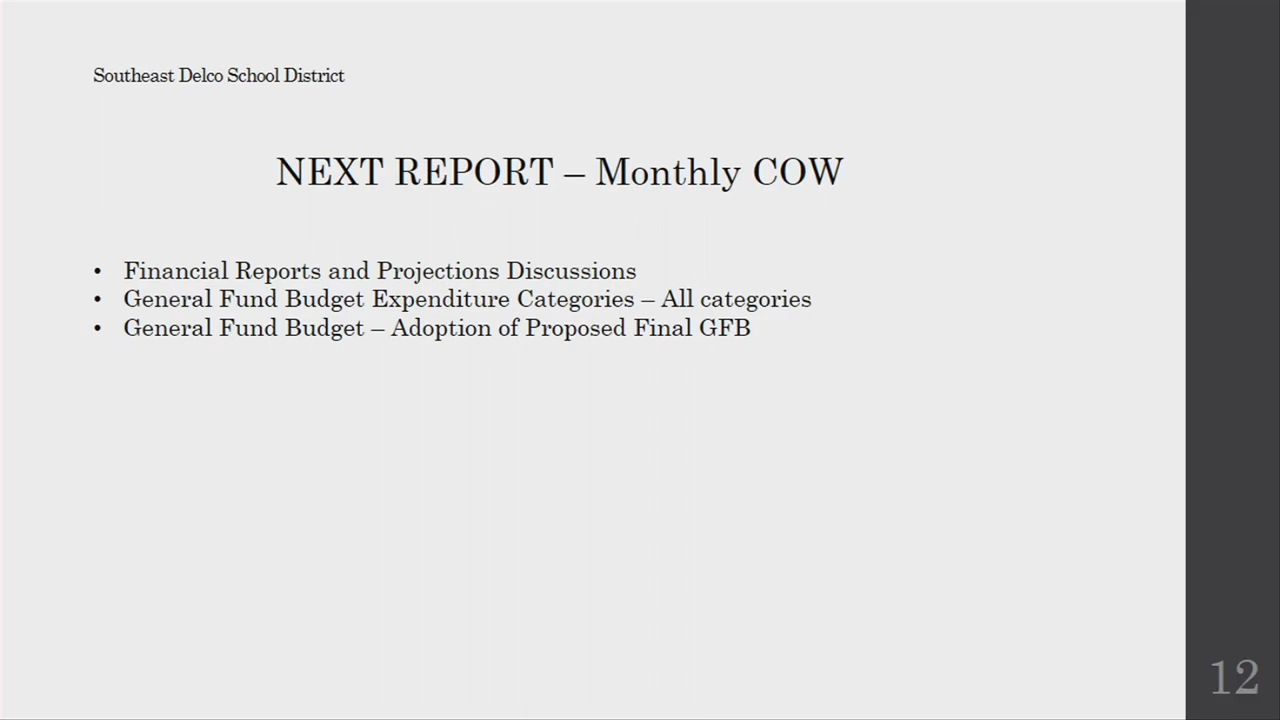 Southeast Delco School District
NEXT REPORT – Monthly COW
• Financial Reports and Projections Discussions
• General Fund Budget Expenditure Categories – All categories
• General Fund Budget – Adoption of Proposed Final GFB
12